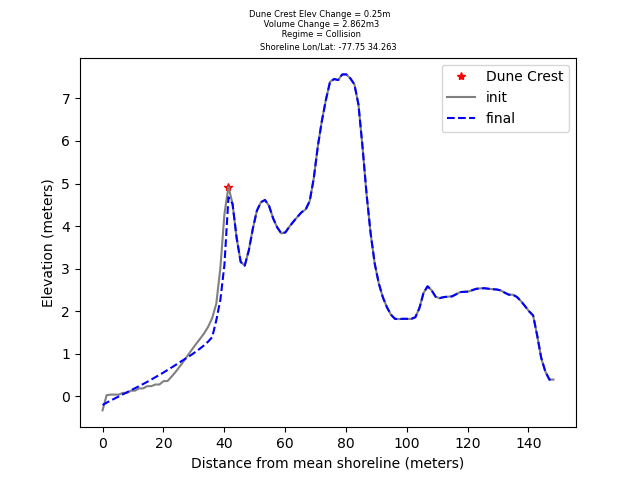 Dune Crest Elev Change = 0.25m
Volume Change = 2.862m3
Regime = Collision
Shoreline Lon/Lat: -77.75 34.263
Dune Crest
init
final
7
6
5
4
3
2
1
0
Elevation (meters)
0 20 40 60 80 100 120 140
Distance from mean shoreline (meters)